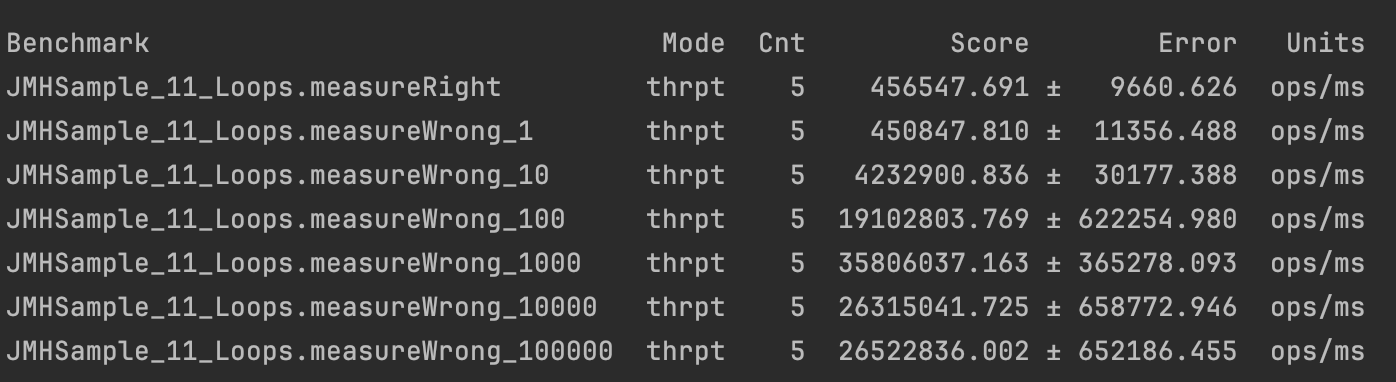 Benchmark Mode Cnt Score Error Units
JMHSample_11_Loops.measureRight thrpt 5 456547.691 ± 9660.626 ops/ms
JMHSample_11_Loops.measureWrong_1 thrpt 5 450847.810 ± 11356.488 ops/ms
JMHSample_11_Loops.measureWrong_10 thrpt 5 4232900.836 ± 30177.388 ops/ms
JMHSample_11_Loops.measureWrong_100 thrpt 5 19102803.769 ± 622254.980 ops/ms
JMHSample_11_Loops.measureWrong_1000 thrpt 5 35806037.163 ± 365278.093 ops/ms
JMHSample_11_Loops.measureWrong_10000 thrpt 5 26315041.725 ± 658772.946 ops/ms
JMHSample_11_Loops.measureWrong_100000 thrpt 5 26522836.002 ± 652186.455 ops/ms